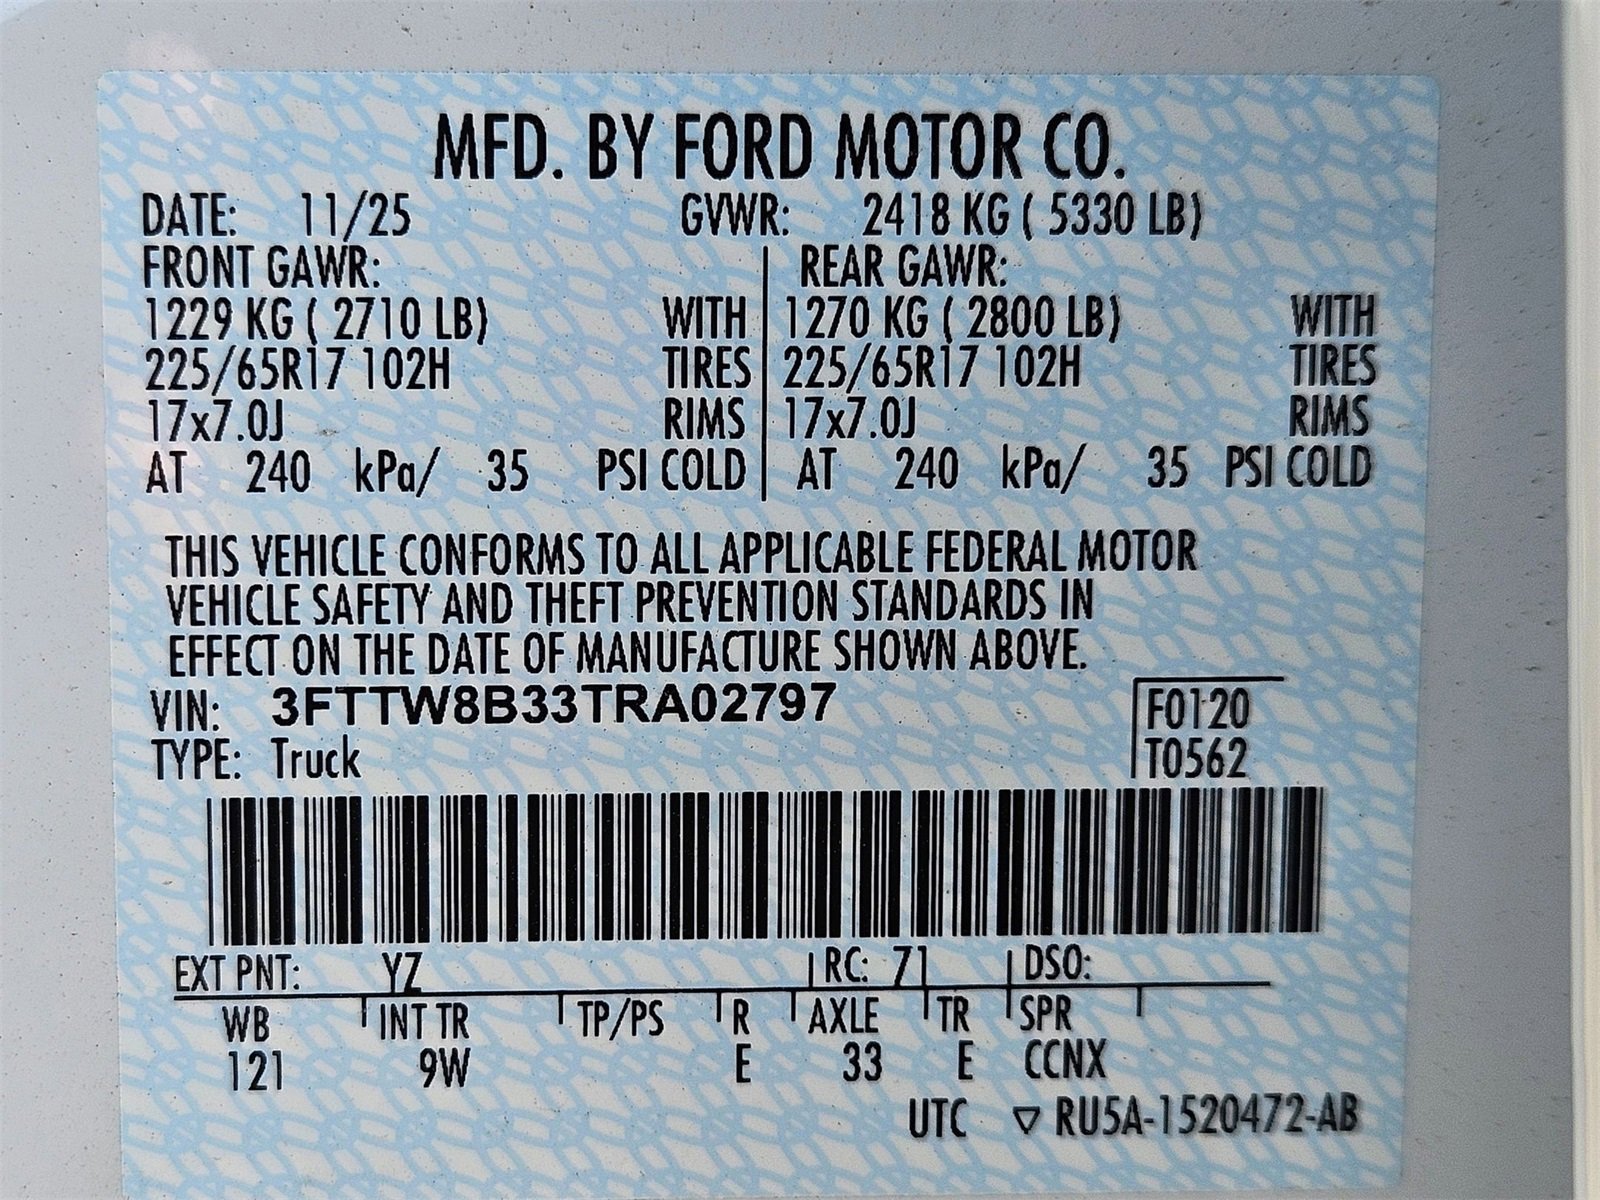 MFD. BY FORD MOTOR CO.
DATE: 11/25 GVWR: 2418 KG ( 5330 LB)
FRONT GAWR: REAR GAWR:
1229 KG ( 2710 LB) WITH 1270 KG ( 2800 LB) WITH
225/65R17 102H TIRES 225/65R17 102H TIRES
17x7.0J RIMS 17x7.0J RIMS
AT 240 kPa/ 35 PSI COLD AT 240 kPa/ 35 PSI COLD
THIS VEHICLE CONFORMS TO ALL APPLICABLE FEDERAL MOTOR
VEHICLE SAFETY AND THEFT PREVENTION STANDARDS IN
EFFECT ON THE DATE OF MANUFACTURE SHOWN ABOVE.
VIN: 3FTTW8B33TRA02797 F0120
TYPE: Truck T0562
EXT PNT: YZ RC: 71 DSO:
WB INT TR TP/PS R AXLE TR SPR
121 9W E 33 E CCNX
UTC ▽ RU5A-1520472-AB